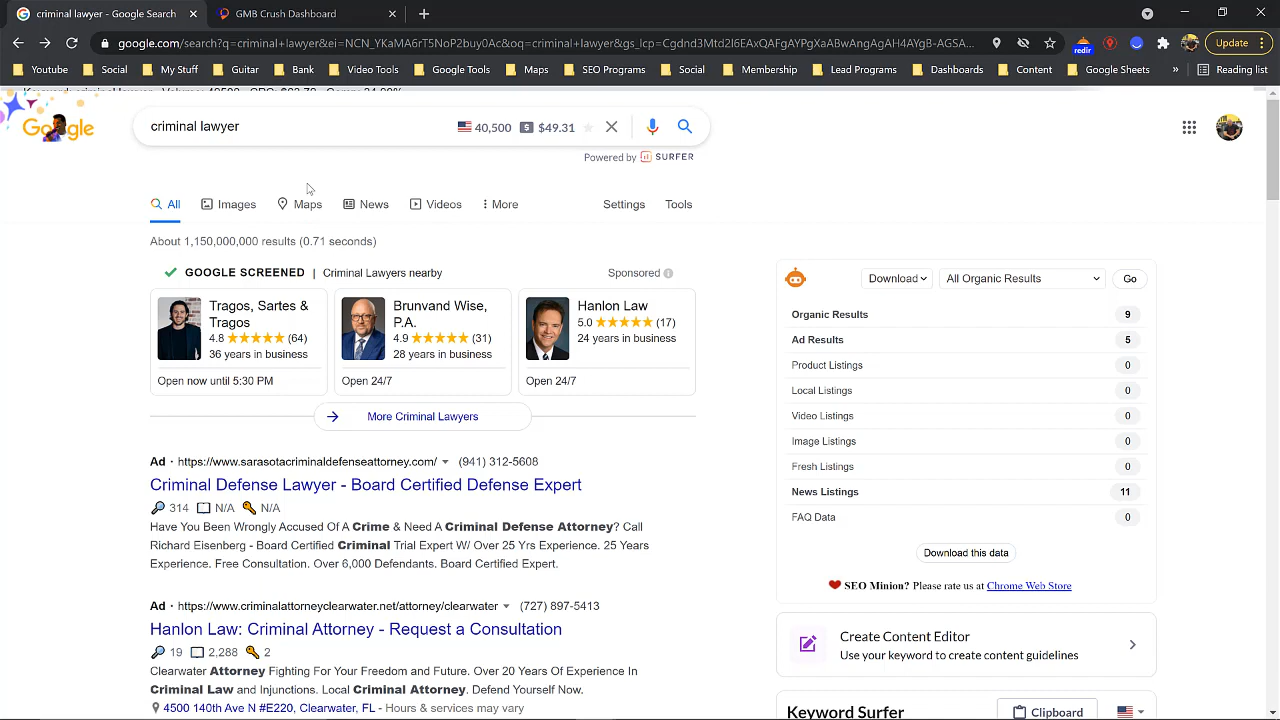 criminal lawyer - Google Search
GMB Crush Dashboard
google.com/search?q=criminal+lawyer&ei=NCN_YKaMA6rT5NoP2buy0Ac&oq=criminal+lawyer&gs_lcp=Cgdnd3Mtd2l6EAxQAFgAYPgXaABwAngAgAH4AYgB-AGSA...
redir
Update
Youtube
Social
My Stuff
Guitar
Bank
Video Tools
Google Tools
Maps
SEO Programs
Social
Membership
Lead Programs
Dashboards
Content
Google Sheets
»
Reading list
Google
criminal lawyer
40,500
$49.31
Powered by SURFER
All
Images
Maps
News
Videos
More
Settings
Tools
About 1,150,000,000 results (0.71 seconds)
GOOGLE SCREENED | Criminal Lawyers nearby
Sponsored
Tragos, Sartes &
Tragos
4.8 (64)
36 years in business
Open now until 5:30 PM
Brunvand Wise,
P.A.
4.9 (31)
28 years in business
Open 24/7
Hanlon Law
5.0 (17)
24 years in business
Open 24/7
More Criminal Lawyers
Ad · https://www.sarasotacriminaldefenseattorney.com/ (941) 312-5608
Criminal Defense Lawyer - Board Certified Defense Expert
314 N/A N/A
Have You Been Wrongly Accused Of A Crime & Need A Criminal Defense Attorney? Call
Richard Eisenberg - Board Certified Criminal Trial Expert W/ Over 25 Yrs Experience. 25 Years
Experience. Free Consultation. Over 6,000 Defendants. Board Certified Expert.
Ad · https://www.criminalattorneyclearwater.net/attorney/clearwater (727) 897-5413
Hanlon Law: Criminal Attorney - Request a Consultation
19 2,288 2
Clearwater Attorney Fighting For Your Freedom and Future. Over 20 Years Of Experience In
Criminal Law and Injunctions. Local Criminal Attorney. Defend Yourself Now.
4500 140th Ave N #E220, Clearwater, FL - Hours & services may vary
Download
All Organic Results
Go
Organic Results 9
Ad Results 5
Product Listings 0
Local Listings 0
Video Listings 0
Image Listings 0
Fresh Listings 0
News Listings 11
FAQ Data 0
Download this data
SEO Minion? Please rate us at Chrome Web Store
Create Content Editor
Use your keyword to create content guidelines
Keyword Surfer
Clipboard